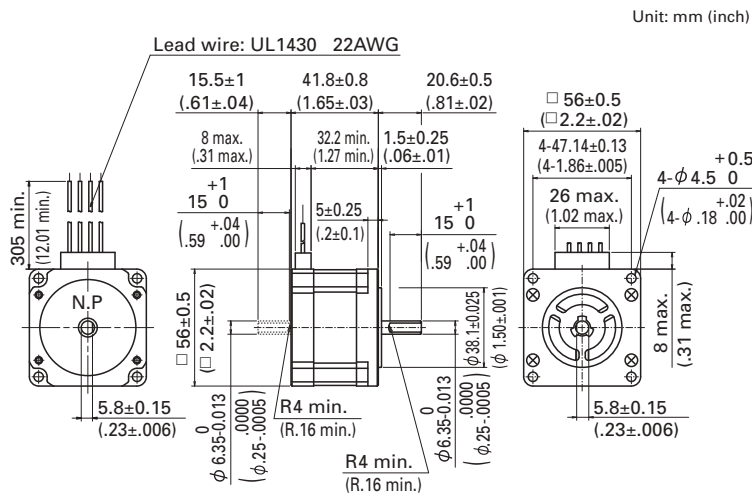 Unit: mm (inch)
Lead wire: UL1430 22AWG
15.5±1
(.61±.04)
41.8±0.8
(1.65±.03)
20.6±0.5
(.81±.02)
8 max.
(.31 max.)
32.2 min.
(1.27 min.)
1.5±0.25
(.06±.01)
15 +1 0
(.59 +.04 .00)
5±0.25
(.2±0.1)
15 +1 0
(.59 +.04 .00)
□ 56±0.5
(□ 2.2±.02)
4-47.14±0.13
(4-1.86±.005)
26 max.
(1.02 max.)
4-ϕ 4.5 +0.5 0
(4-ϕ .18 +.02 .00)
305 min.
(12.01 min.)
N.P
□ 56±0.5
(□ 2.2±.02)
ϕ38.1±0.025
(ϕ 1.50±.001)
8 max.
(.31 max.)
5.8±0.15
(.23±.006)
ϕ 6.35 0 -0.013
(ϕ.25 .0000 -.0005)
R4 min.
(R.16 min.)
R4 min.
(R.16 min.)
ϕ 6.35 0 -0.013
(ϕ.25 .0000 -.0005)
5.8±0.15
(.23±.006)